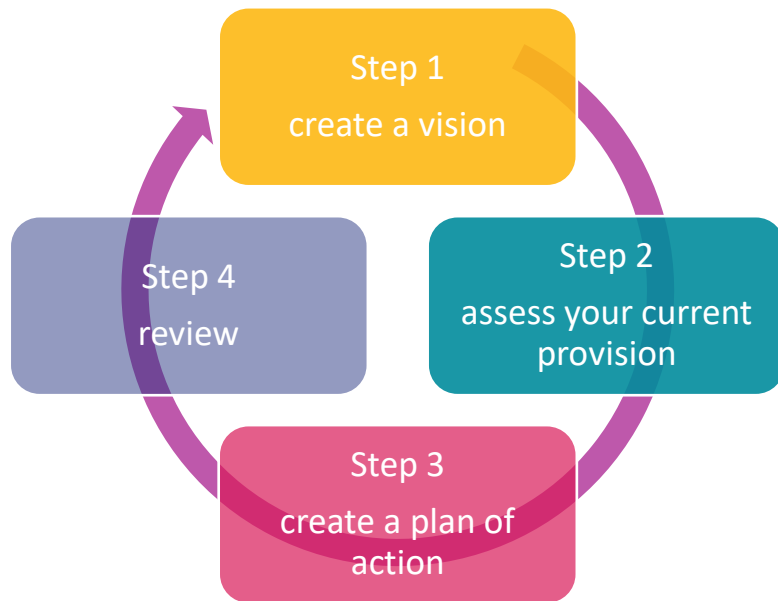 Step 1
create a vision
Step 2
assess your current
provision
Step 3
create a plan of
action
Step 4
review